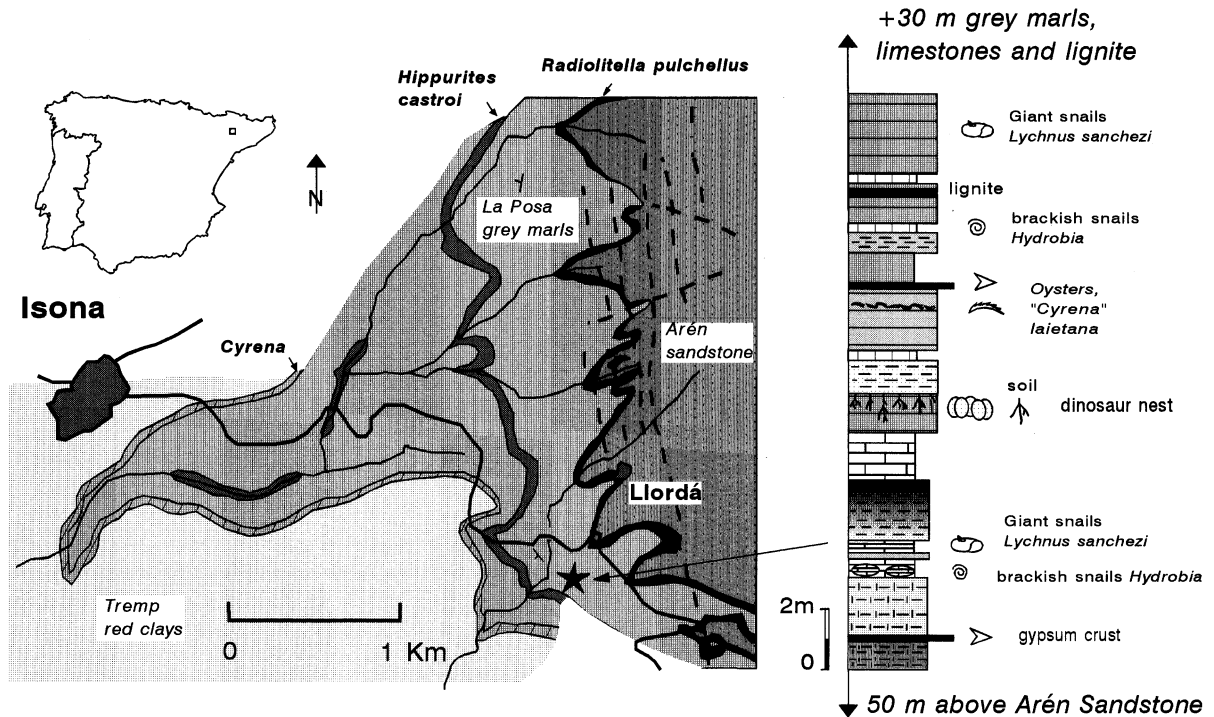 +30 m grey marls,
limestones and lignite
Hippurites
castroi
Radiolitella pulchellus
N
La Posa
grey marls
Isona
Cyrena
Arén
sandstone
Llordá
Tremp
red clays
0
1 Km
Giant snails
Lychnus sanchezi
lignite
brackish snails
Hydrobia
Oysters,
"Cyrena"
laietana
soil
dinosaur nest
Giant snails
Lychnus sanchezi
brackish snails Hydrobia
2m
0
gypsum crust
50 m above Arén Sandstone